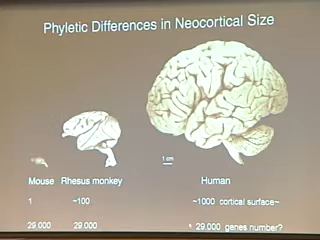 Phyletic Differences in Neocortical Size
1 cm
Mouse Rhesus monkey Human
1 ~100 ~1000 cortical surface~
29.000 29.000 29.000 genes number?